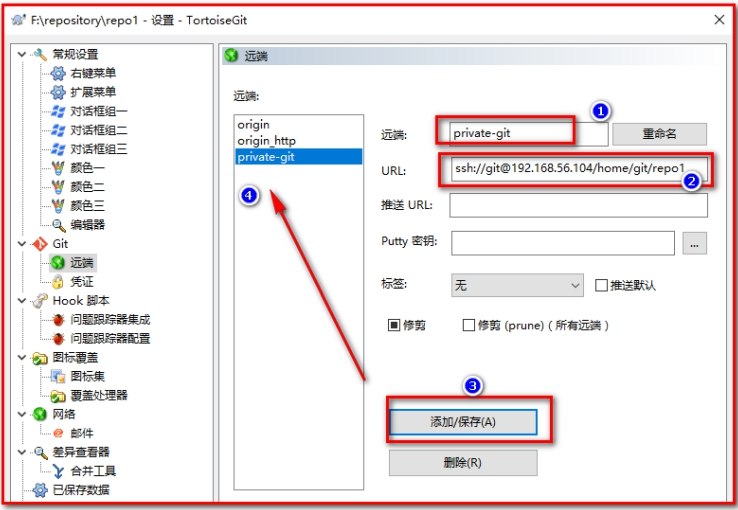 F:\repository\repo1 - 设置 - TortoiseGit
常规设置
右键菜单
扩展菜单
对话框组一
对话框组二
对话框组三
颜色一
颜色二
颜色三
编辑器
Git
远端
凭证
Hook 脚本
问题跟踪器集成
问题跟踪器配置
图标覆盖
图标集
覆盖处理器
网络
邮件
差异查看器
合并工具
已保存数据
远端
远端:
origin
origin_http
private-git
4
1
远端: private-git 重命名
URL: ssh://git@192.168.56.104/home/git/repo1
2
推送 URL:
Putty 密钥: ...
标签: 无 推送默认
修剪 修剪 (prune) ( 所有远端 )
3
添加/保存(A)
删除(R)